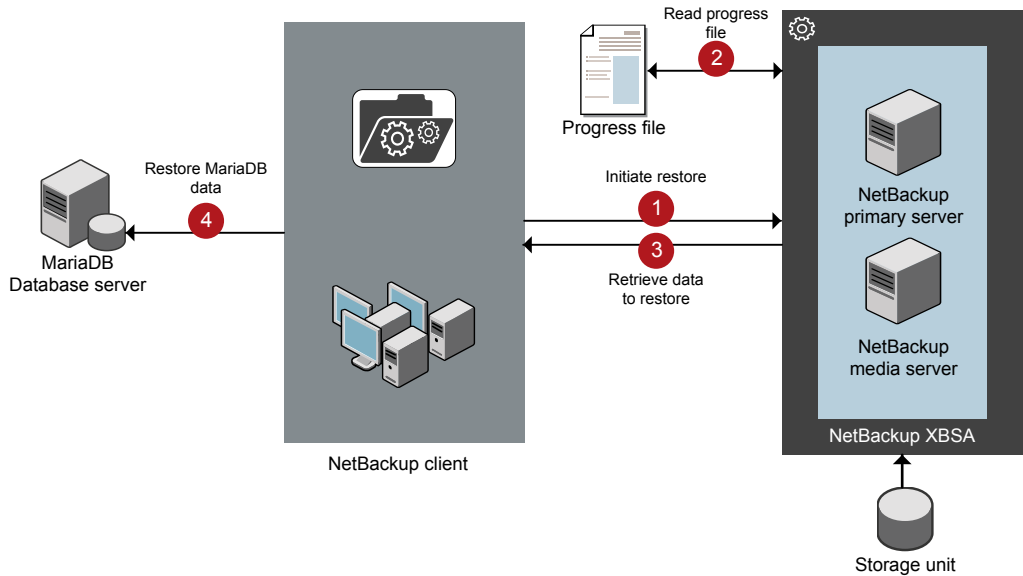 Read progress
file
2
Progress file
Restore MariaDB
data
4
MariaDB
Database server
Initiate restore
1
3
Retrieve data
to restore
NetBackup
primary server
NetBackup
media server
NetBackup XBSA
NetBackup client
Storage unit